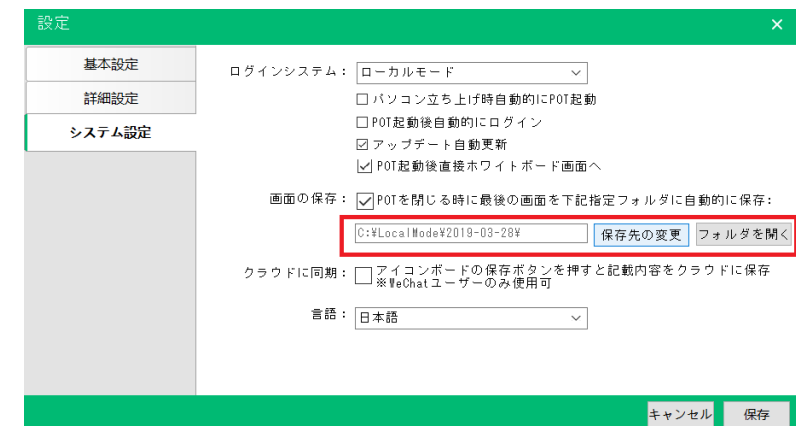 設定
基本設定
詳細設定
システム設定
ログインシステム：
ローカルモード
パソコン立ち上げ時自動的にPOT起動
POT起動後自動的にログイン
アップデート自動更新
POT起動後直接ホワイトボード画面へ
画面の保存：
POTを閉じる時に最後の画面を下記指定フォルダに自動的に保存：
C:¥LocalMode¥2019-03-28¥
保存先の変更
フォルダを開く
クラウドに同期：
アイコンボードの保存ボタンを押すと記載内容をクラウドに保存
※WeChatユーザーのみ使用可
言語：
日本語
キャンセル
保存